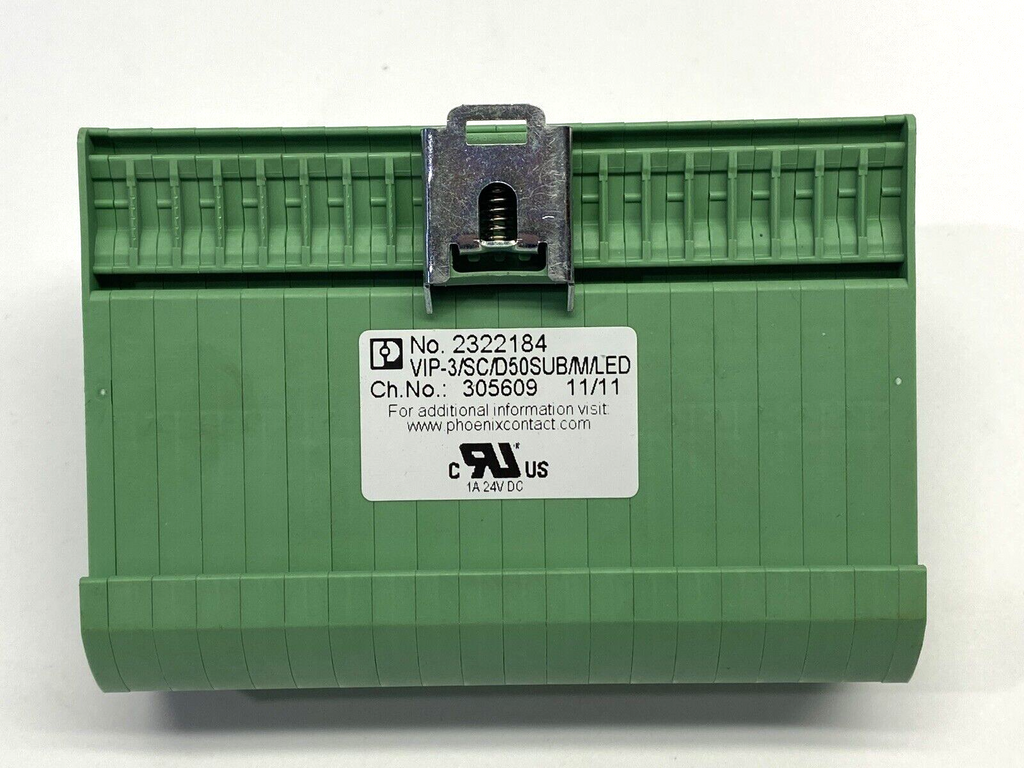 No. 2322184
VIP-3/SC/D50SUB/M/LED
Ch.No.: 305609 11/11
For additional information visit:
www.phoenixcontact.com
C RU US
1A 24V DC